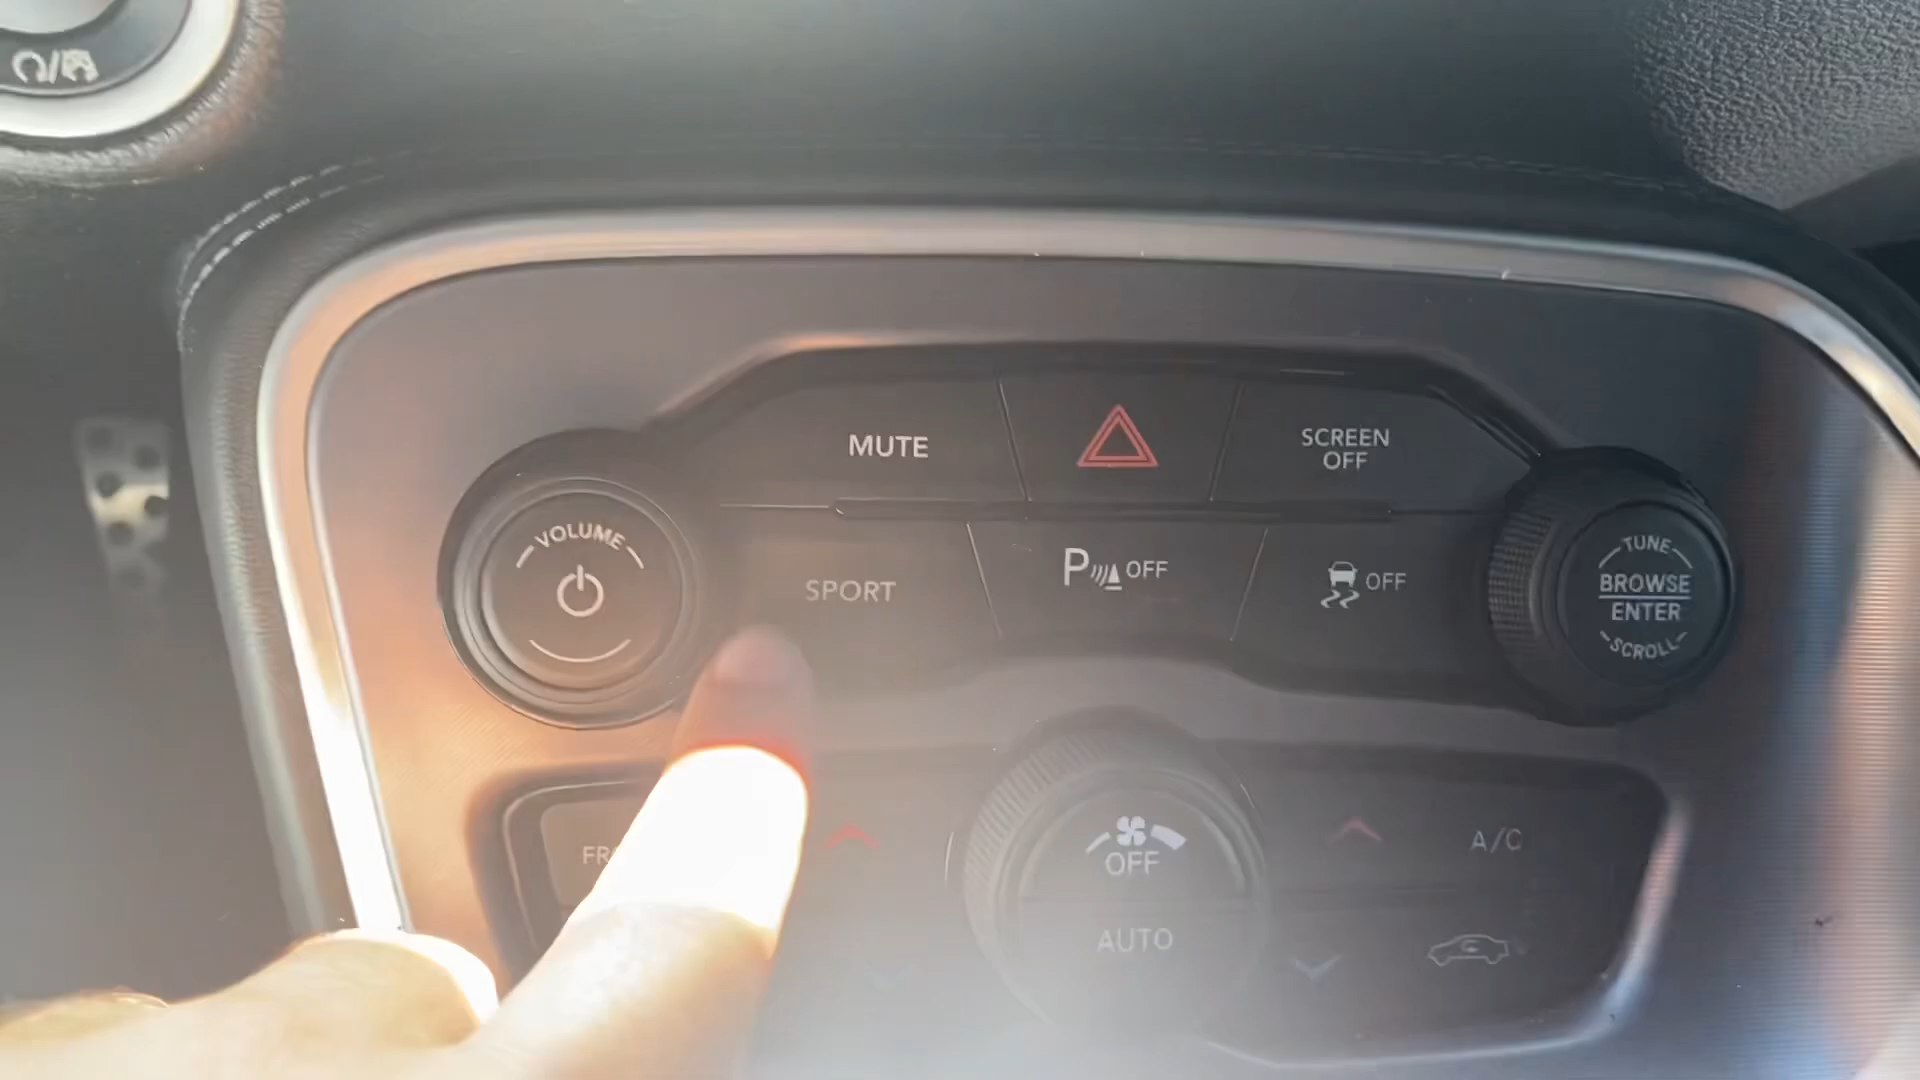 MUTE
SCREEN
OFF
VOLUME
SPORT
P OFF
OFF
TUNE
BROWSE
ENTER
SCROLL
OFF
A/C
AUTO